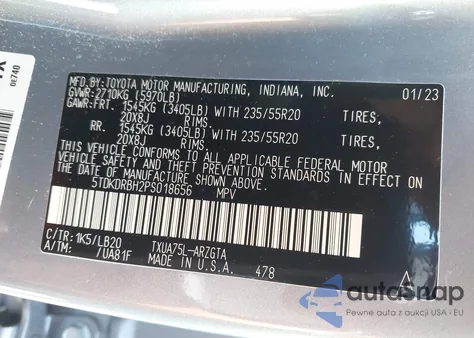 MFD.BY:TOYOTA MOTOR MANUFACTURING, INDIANA, INC.
GVWR:2710KG (5970LB) 01/23
GAWR:FRT. 1545KG (3405LB) WITH 235/55R20 TIRES,
20X8J RIMS.
RR. 1545KG (3405LB) WITH 235/55R20 TIRES,
20X8J RIMS.
THIS VEHICLE CONFORMS TO ALL APPLICABLE FEDERAL MOTOR
VEHICLE SAFETY AND BUMPER STANDARDS IN EFFECT ON
THE DATE OF MANUFACTURE SHOWN ABOVE.
5TDKDRBH2PS018656 MPV
C/TR:1K5/LB20 TXUA75L-ARZGTA
A/TM: /UA81F MADE IN U.S.A. 478
A
0E740
autosnap
Pewne auta z aukcji USA i EU